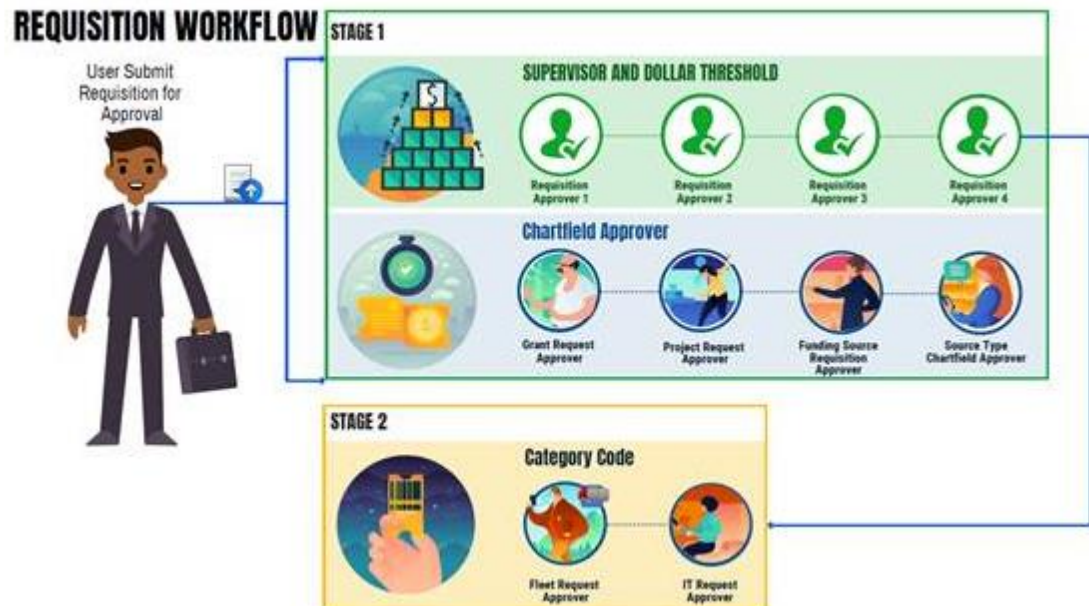 REQUISITION WORKFLOW
User Submit
Requisition for
Approval
STAGE 1
SUPERVISOR AND DOLLAR THRESHOLD
$
Requisition
Approver 1
Requisition
Approver 2
Requisition
Approver 3
Requisition
Approver 4
Chartfield Approver
Grant Request
Approver
Project Request
Approver
Funding Source
Requisition
Approver
Source Type
Chartfield Approver
STAGE 2
Category Code
Fleet Request
Approver
IT Request
Approver